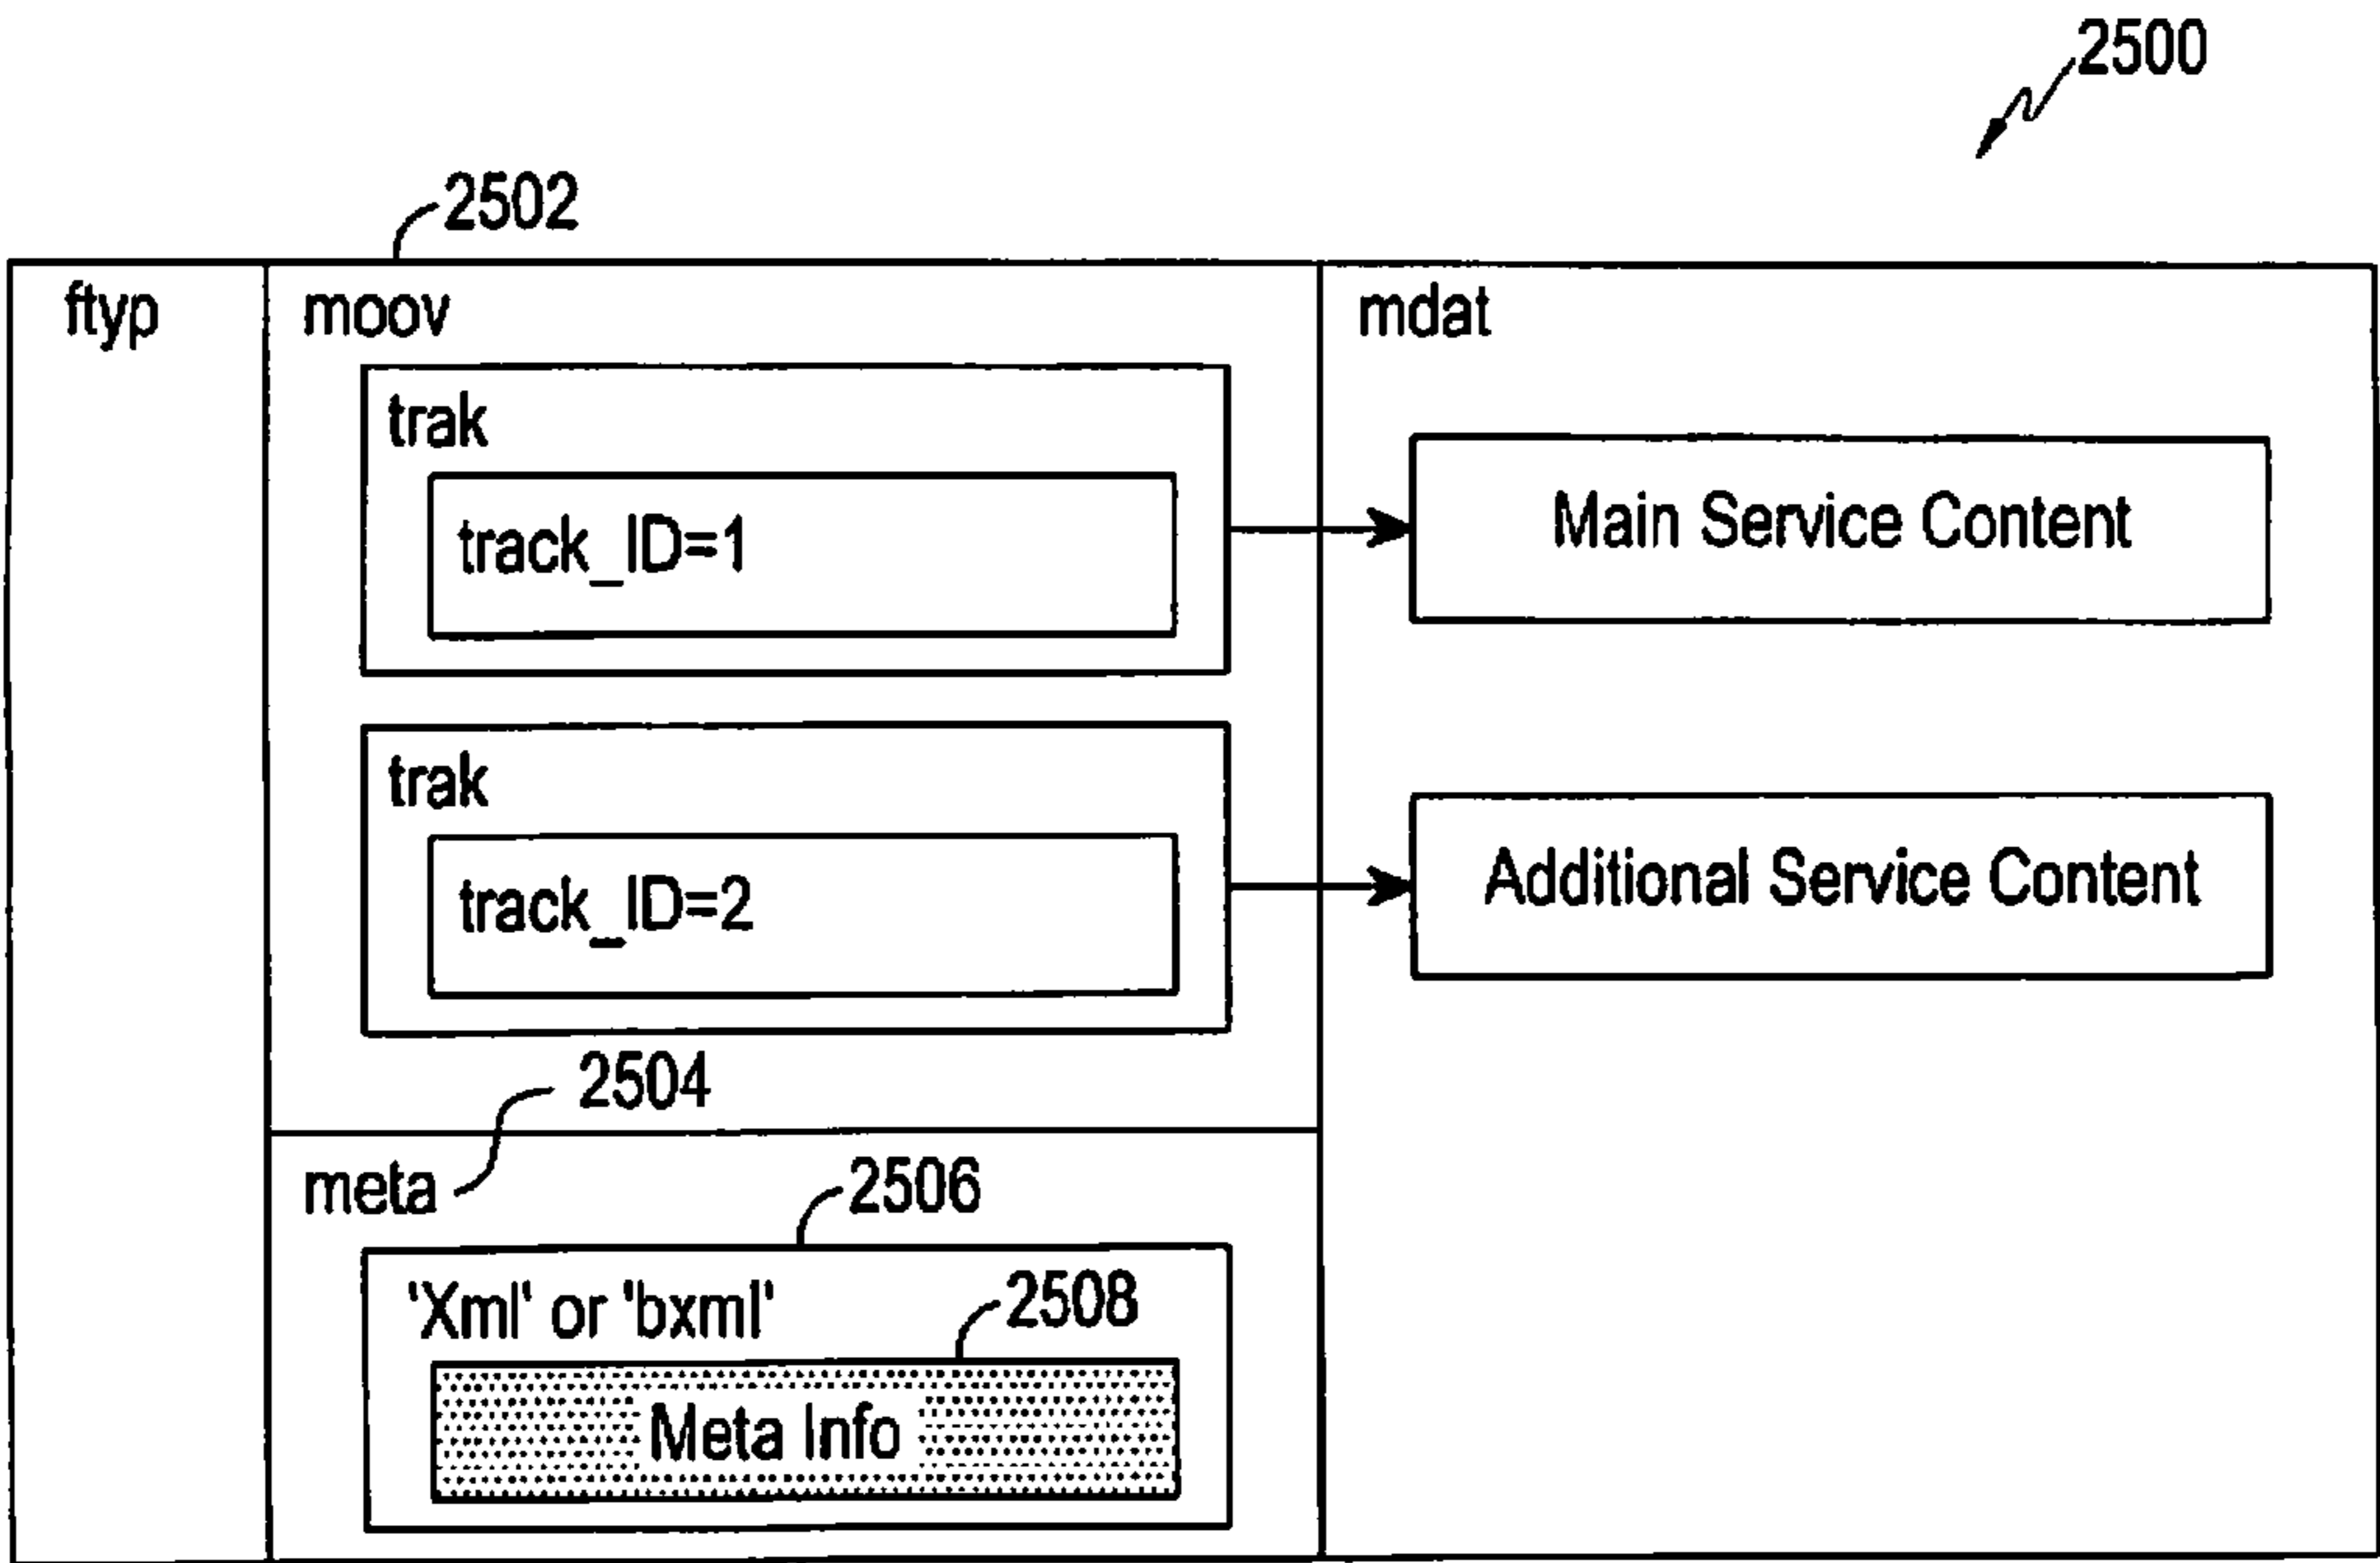 2500
2502
ftyp
moov
mdat
trak
track_ID=1
Main Service Content
trak
track_ID=2
Additional Service Content
2504
meta
2506
'Xml' or 'bxml'
2508
Meta Info